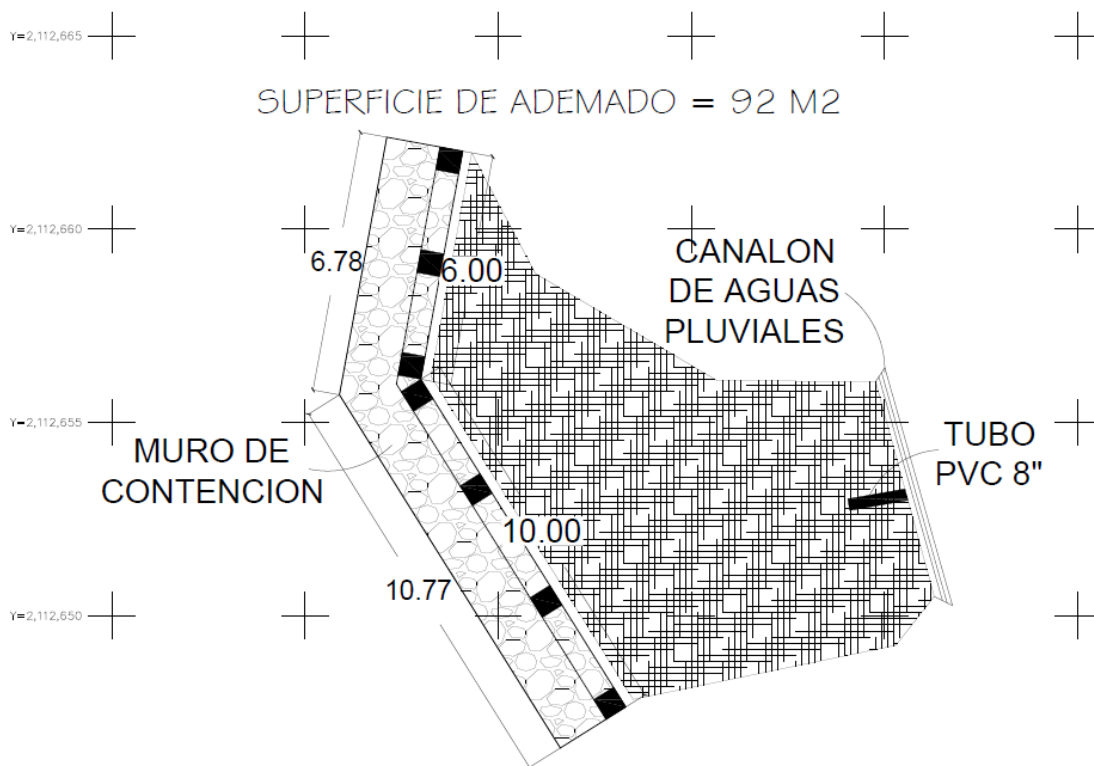 Y=2,112,665
SUPERFICIE DE ADEMADO = 92 M2
Y=2,112,660
6.78
6.00
CANALON
DE AGUAS
PLUVIALES
Y=2,112,655
MURO DE
CONTENCION
TUBO
PVC 8"
10.00
10.77
Y=2,112,650